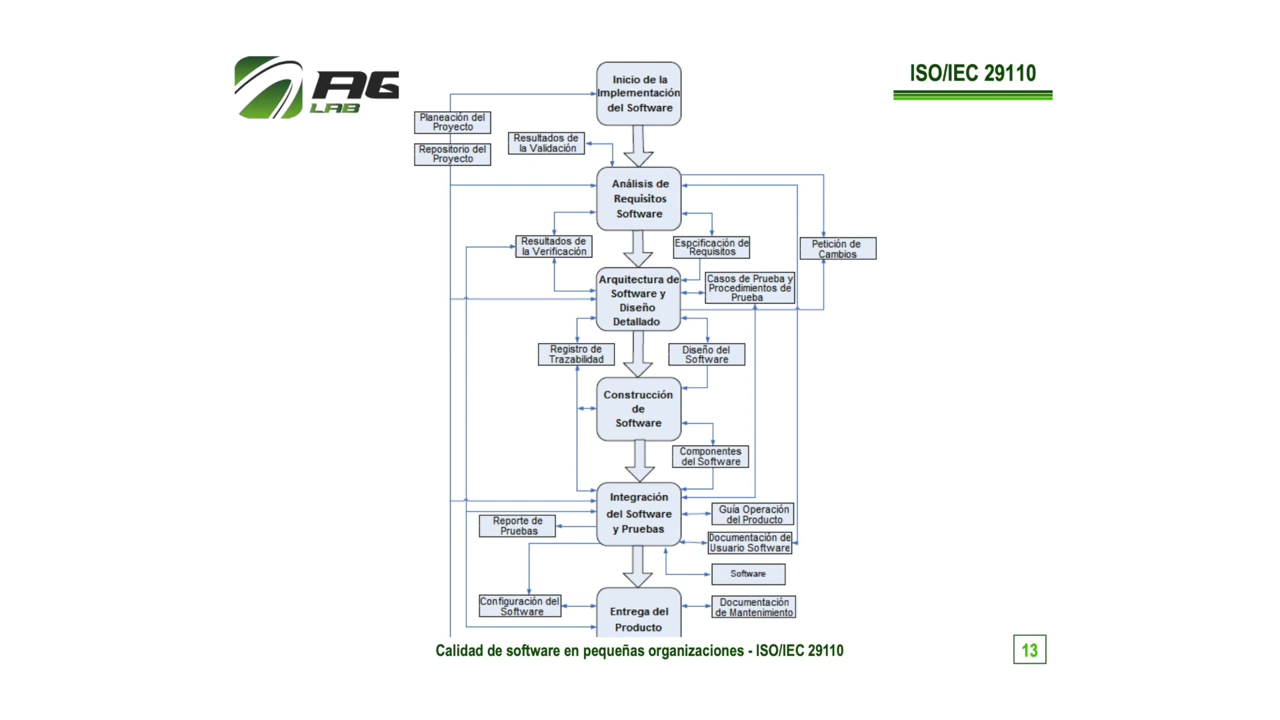 AG
LAB
ISO/IEC 29110
Inicio de la
Implementación
del Software
Planeación del
Proyecto
Repositorio del
Proyecto
Resultados de
la Validación
Análisis de
Requisitos
Software
Resultados de
la Verificación
Espcificación de
Requisitos
Petición de
Cambios
Arquitectura de
Software y
Diseño
Detallado
Casos de Prueba y
Procedimientos de
Prueba
Registro de
Trazabilidad
Diseño del
Software
Construcción
de
Software
Componentes
del Software
Integración
del Software
y Pruebas
Guía Operación
del Producto
Reporte de
Pruebas
Documentación de
Usuario Software
Software
Configuración del
Software
Entrega del
Producto
Documentación
de Mantenimiento
Calidad de software en pequeñas organizaciones - ISO/IEC 29110
13